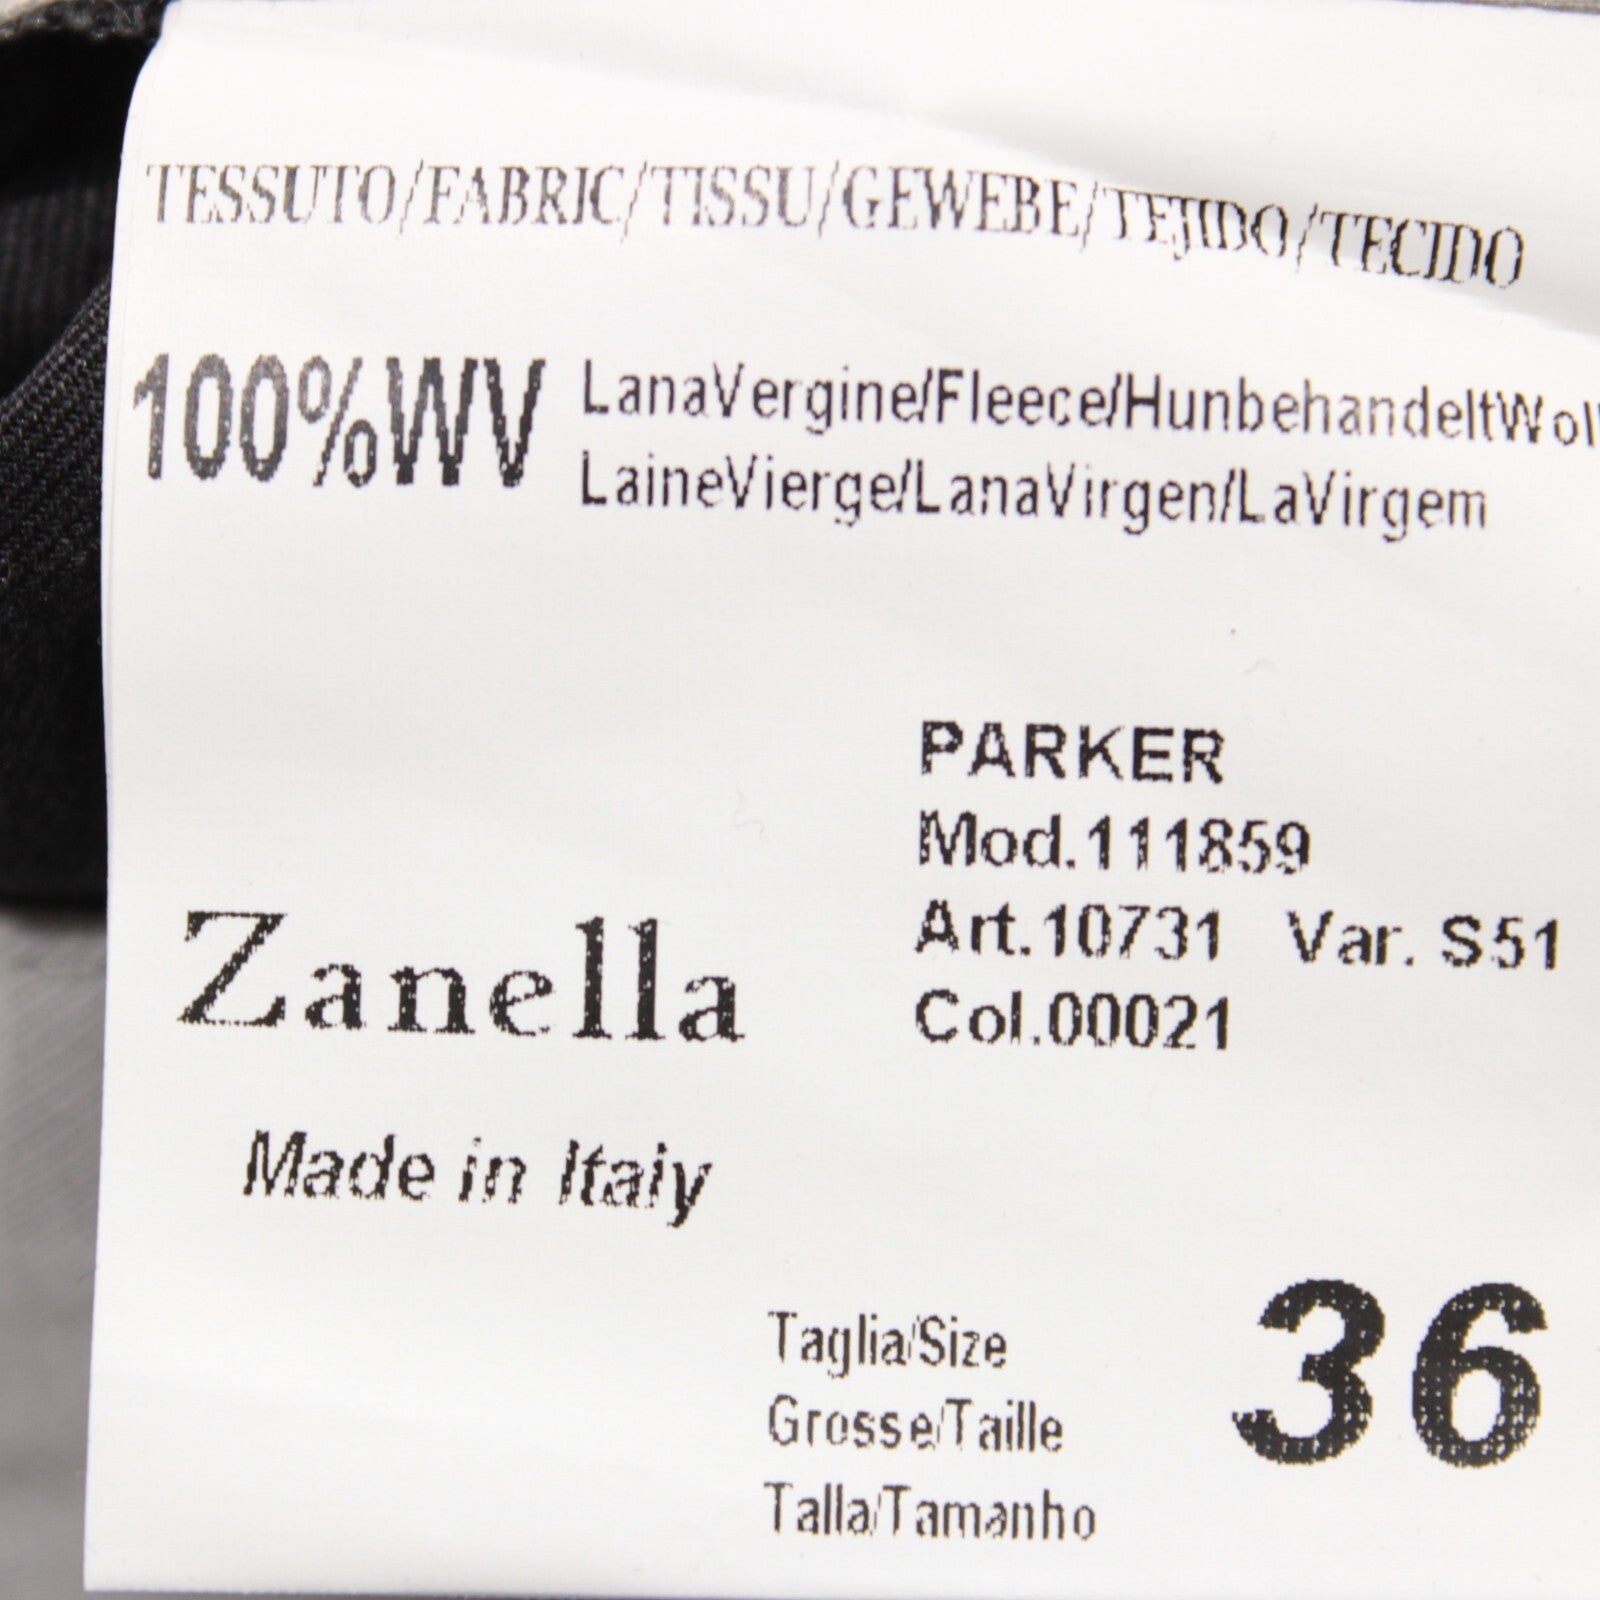 TESSUTO/FABRIC/TISSU/GEWEBE/TEJIDO/TECIDO
100%WV
LanaVergine/Fleece/HunbehandeltWoll
LaineVierge/LanaVirgen/LaVirgem
PARKER
Mod.111859
Art.10731 Var. S51
Col.00021
Zanella
Made in Italy
Taglia/Size
Grosse/Taille
Talla/Tamanho
36